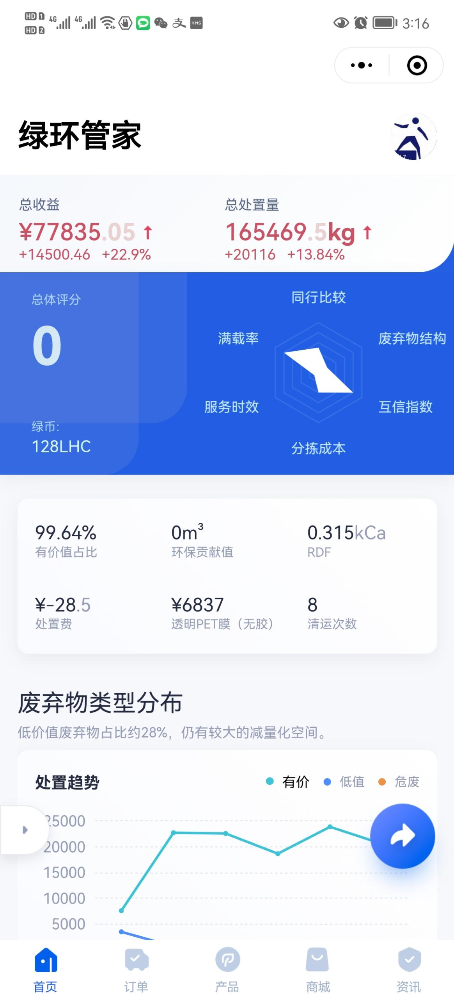 HD 1 4G 4G HMS 3:16
HD 2
绿环管家
总收益 总处置量
¥77835.05 165469.5kg
+14500.46 +22.9% +20116 +13.84%
总体评分
0
绿币:
128LHC
同行比较
满载率 废弃物结构
服务时效 互信指数
分拣成本
99.64% 0m³ 0.315kCa
有价值占比 环保贡献值 RDF
¥-28.5 ¥6837 8
处置费 透明PET膜（无胶） 清运次数
废弃物类型分布
低价值废弃物占比约28%，仍有较大的减量化空间。
处置趋势 有价 低值 危废
25000
20000
15000
10000
5000
首页 订单 产品 商城 资讯